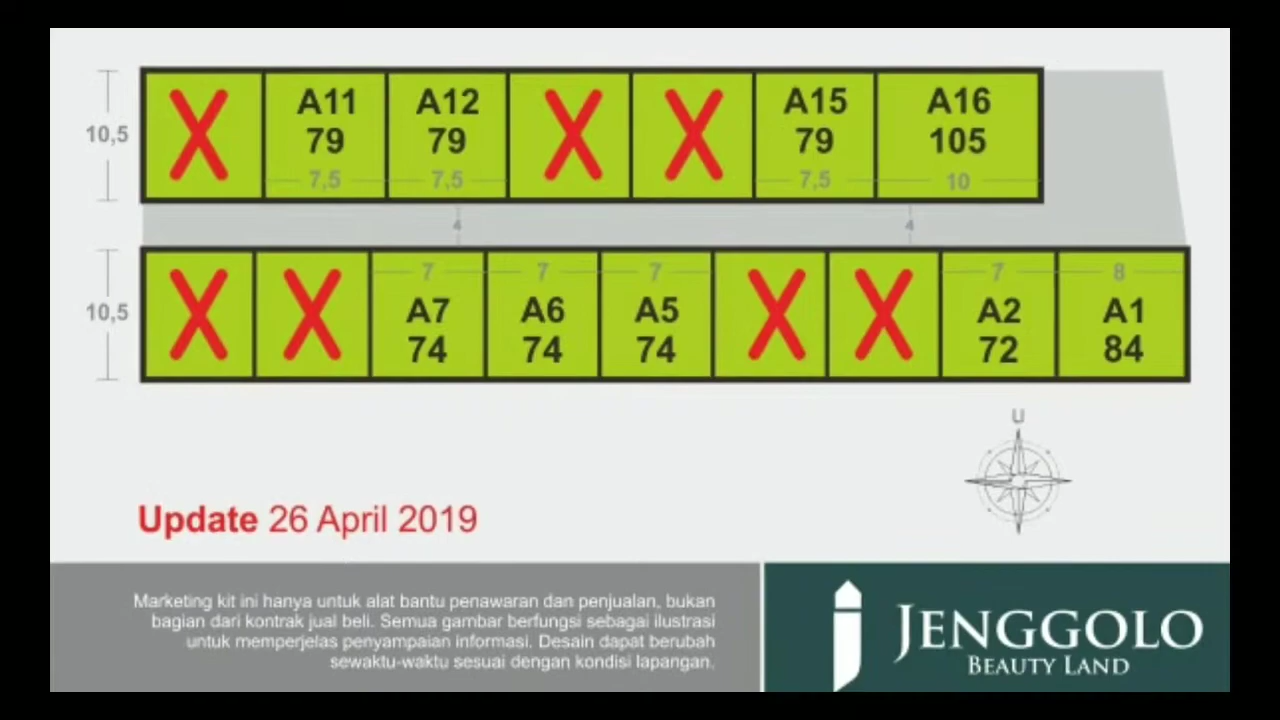 10,5
A11
79
7,5
A12
79
7,5
A15
79
7,5
A16
105
10
4
4
10,5
7
A7
74
7
A6
74
7
A5
74
7
A2
72
8
A1
84
U
Update 26 April 2019
Marketing kit ini hanya untuk alat bantu penawaran dan penjualan, bukan
bagian dari kontrak jual beli. Semua gambar berfungsi sebagai ilustrasi
untuk memperjelas penyampaian informasi. Desain dapat berubah
sewaktu-waktu sesuai dengan kondisi lapangan.
JENGGOLO
BEAUTY LAND